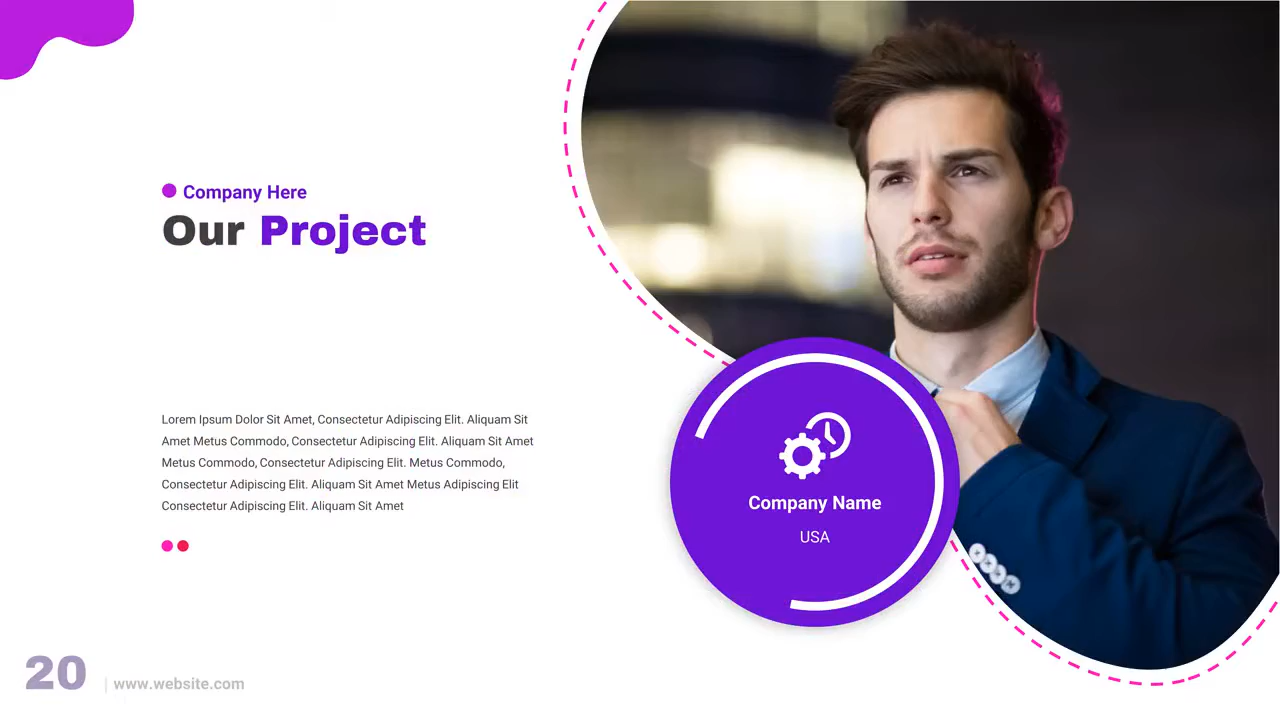 Company Here
Our Project
Lorem Ipsum Dolor Sit Amet, Consectetur Adipiscing Elit. Aliquam Sit
Amet Metus Commodo, Consectetur Adipiscing Elit. Aliquam Sit Amet
Metus Commodo, Consectetur Adipiscing Elit. Metus Commodo,
Consectetur Adipiscing Elit. Aliquam Sit Amet Metus Adipiscing Elit
Consectetur Adipiscing Elit. Aliquam Sit Amet
Company Name
USA
20
www.website.com